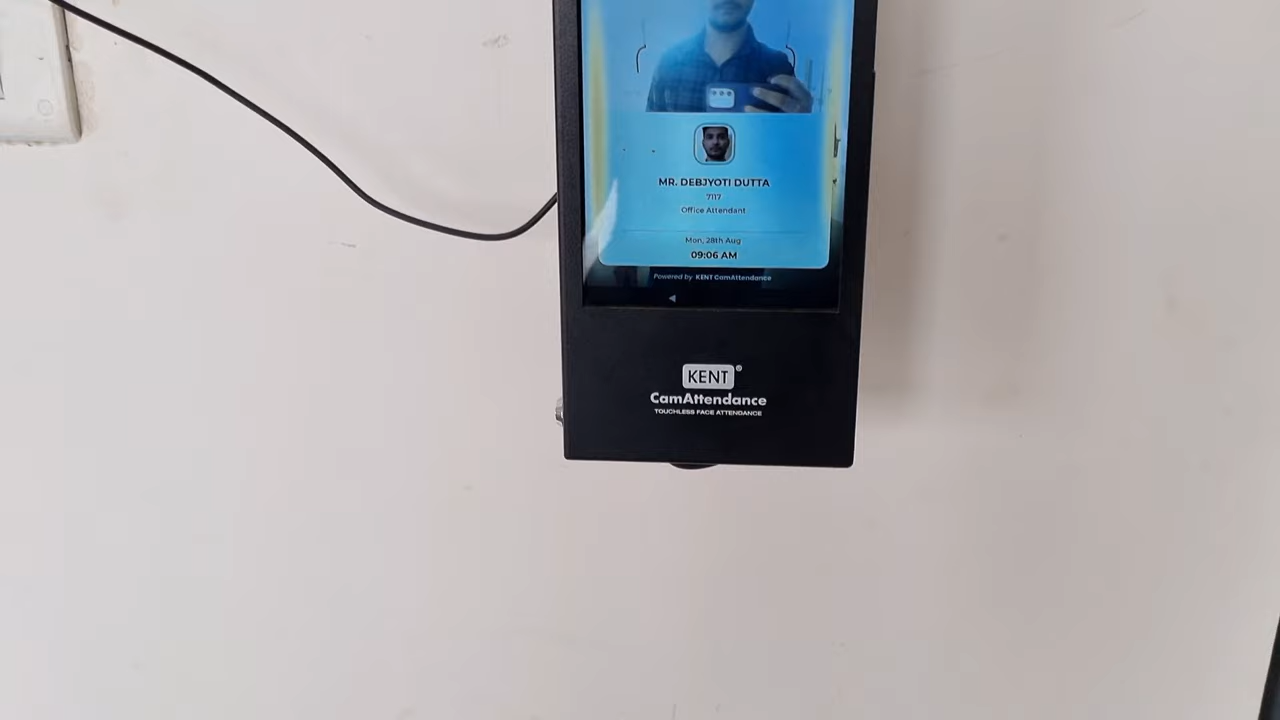 MR. DEBJYOTI DUTTA
7117
Office Attendant
Mon, 28th Aug
09:06 AM
Powered by KENT CamAttendance
KENT®
CamAttendance
TOUCHLESS FACE ATTENDANCE